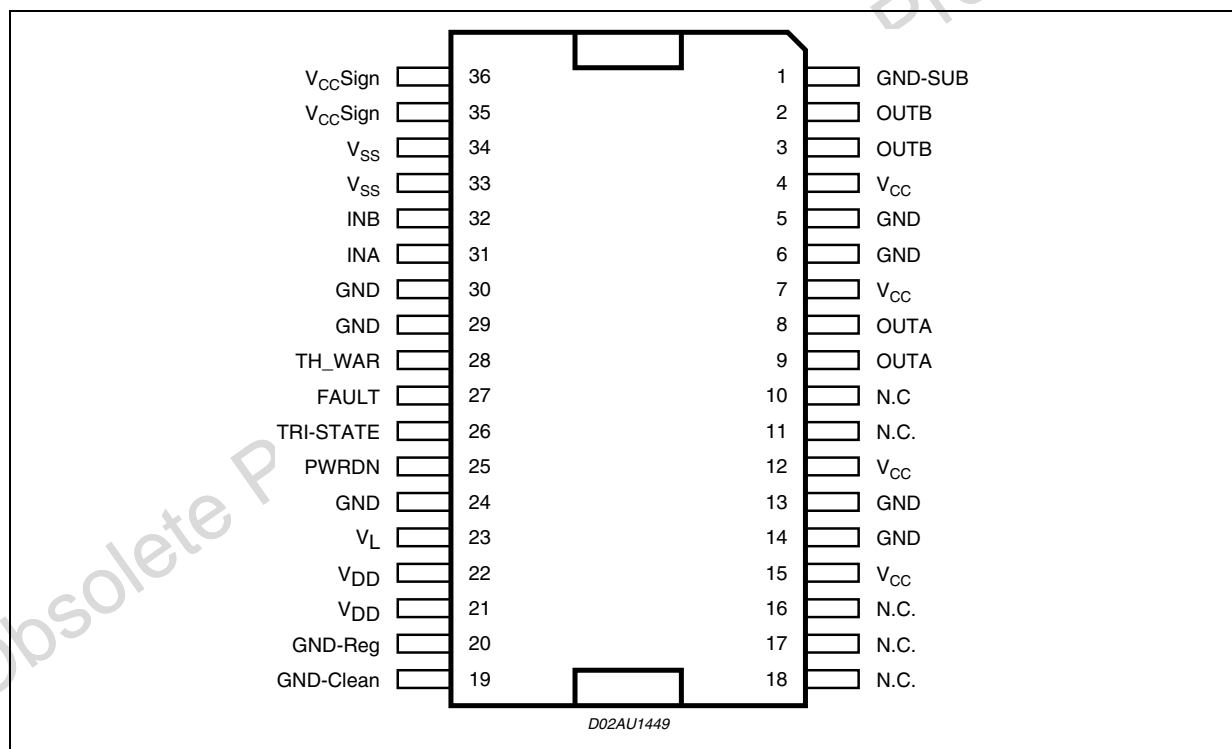 VCCSign 36 1 GND-SUB
VCCSign 35 2 OUTB
VSS 34 3 OUTB
VSS 33 4 VCC
INB 32 5 GND
INA 31 6 GND
GND 30 7 VCC
GND 29 8 OUTA
TH_WAR 28 9 OUTA
FAULT 27 10 N.C
TRI-STATE 26 11 N.C.
PWRDN 25 12 VCC
GND 24 13 GND
VL 23 14 GND
VDD 22 15 VCC
VDD 21 16 N.C.
GND-Reg 20 17 N.C.
GND-Clean 19 18 N.C.
D02AU1449
Obsolete P